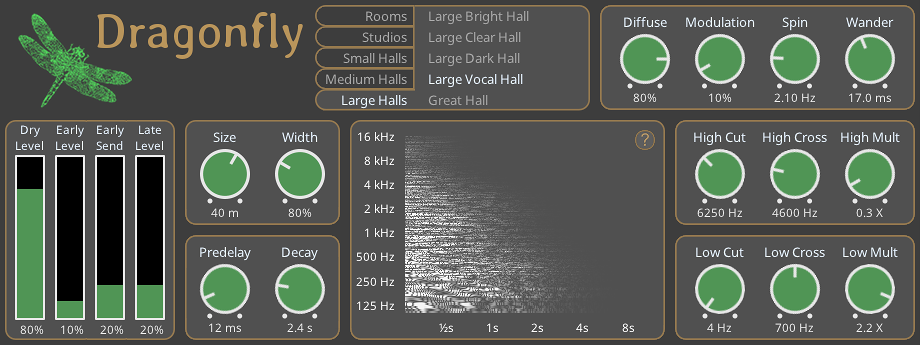 Dragonfly
Rooms
Studios
Small Halls
Medium Halls
Large Halls
Large Bright Hall
Large Clear Hall
Large Dark Hall
Large Vocal Hall
Great Hall
Diffuse Modulation Spin Wander
80% 10% 2.10 Hz 17.0 ms
Dry Early Early Late
Level Level Send Level
80% 10% 20% 20%
Size Width
40 m 80%
Predelay Decay
12 ms 2.4 s
?
16 kHz
8 kHz
4 kHz
2 kHz
1 kHz
500 Hz
250 Hz
125 Hz
½s 1s 2s 4s 8s
High Cut High Cross High Mult
6250 Hz 4600 Hz 0.3 X
Low Cut Low Cross Low Mult
4 Hz 700 Hz 2.2 X